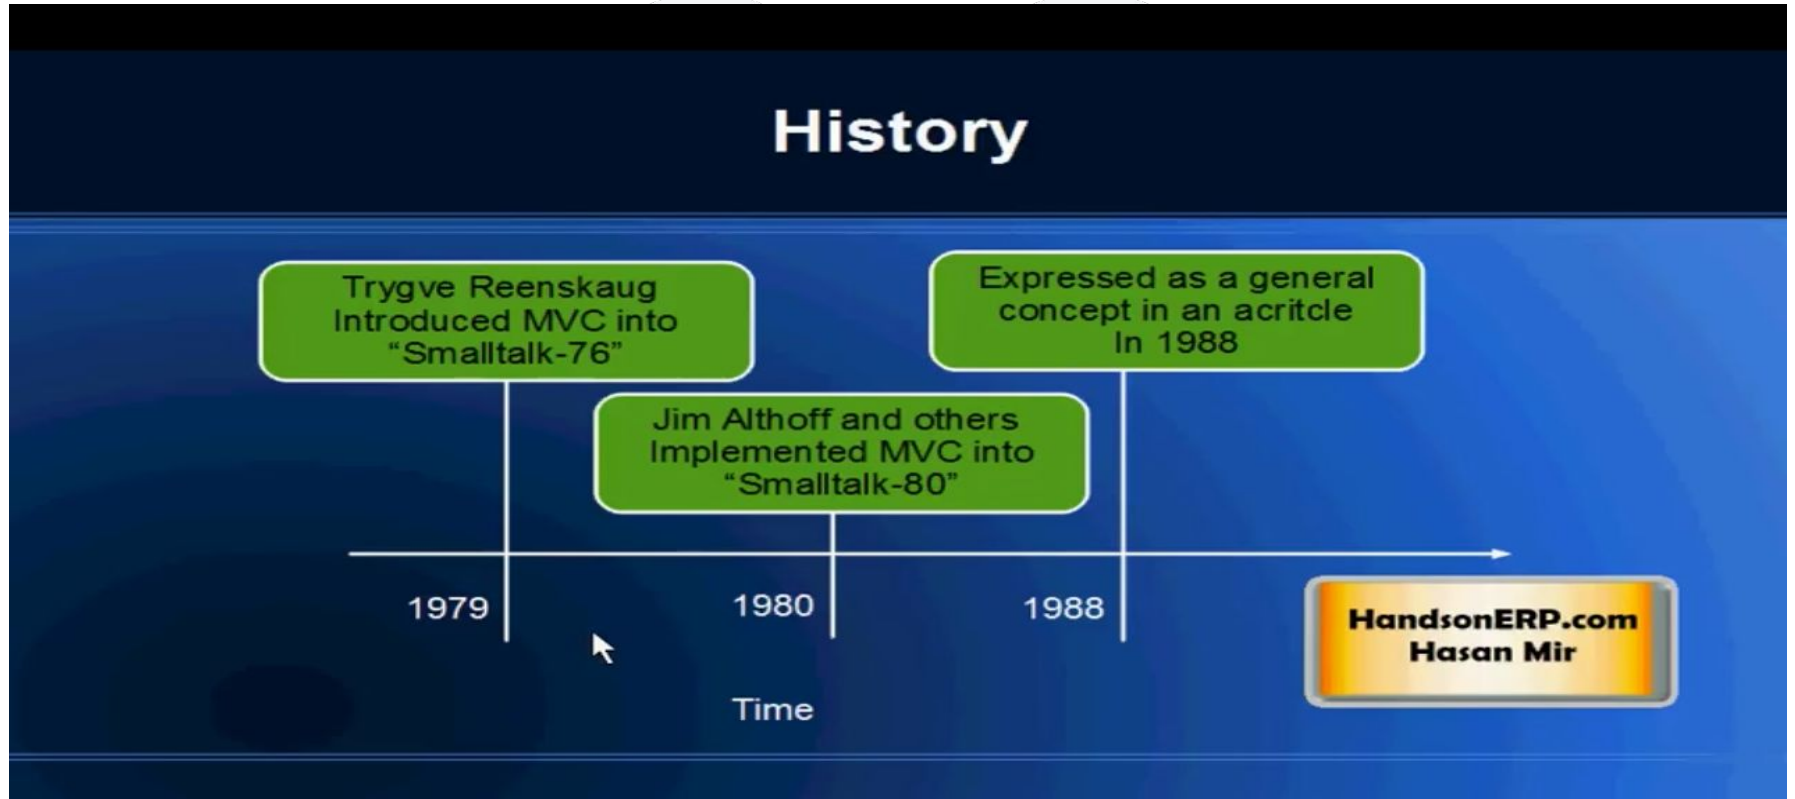 History
Trygve Reenskaug
Introduced MVC into
“Smalltalk-76”
Expressed as a general
concept in an acritcle
In 1988
Jim Althoff and others
Implemented MVC into
“Smalltalk-80”
1979
1980
1988
Time
HandsonERP.com
Hasan Mir